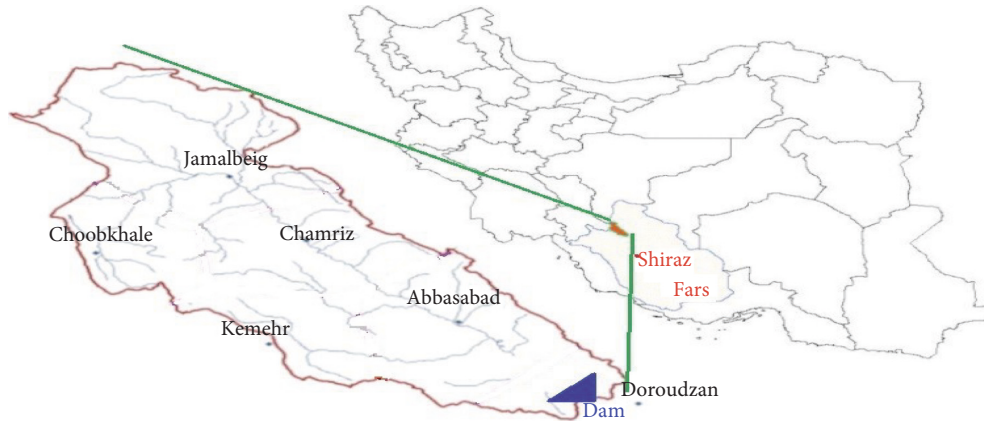 Jamalbeig
Choobkhale
Chamriz
Shiraz
Fars
Abbasabad
Kemehr
Doroudzan
Dam